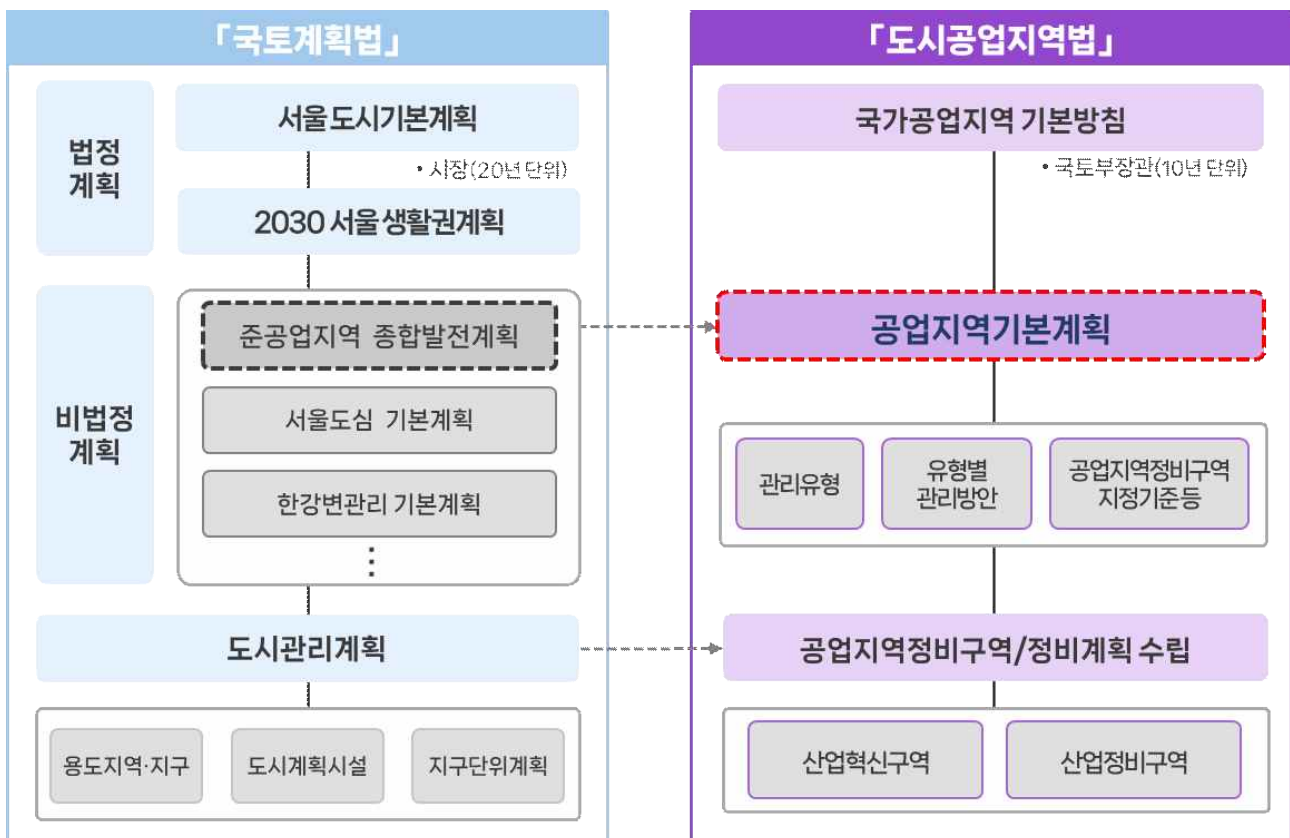 「국토계획법」
법정
계획
서울 도시기본계획
• 시장(20년 단위)
2030 서울 생활권계획
비법정
계획
준공업지역 종합발전계획
서울도심 기본계획
한강변관리 기본계획
⋮
도시관리계획
용도지역·지구
도시계획시설
지구단위계획
「도시공업지역법」
국가공업지역 기본방침
• 국토부장관(10년 단위)
공업지역기본계획
관리유형
유형별
관리방안
공업지역정비구역
지정기준 등
공업지역정비구역/정비계획 수립
산업혁신구역
산업정비구역